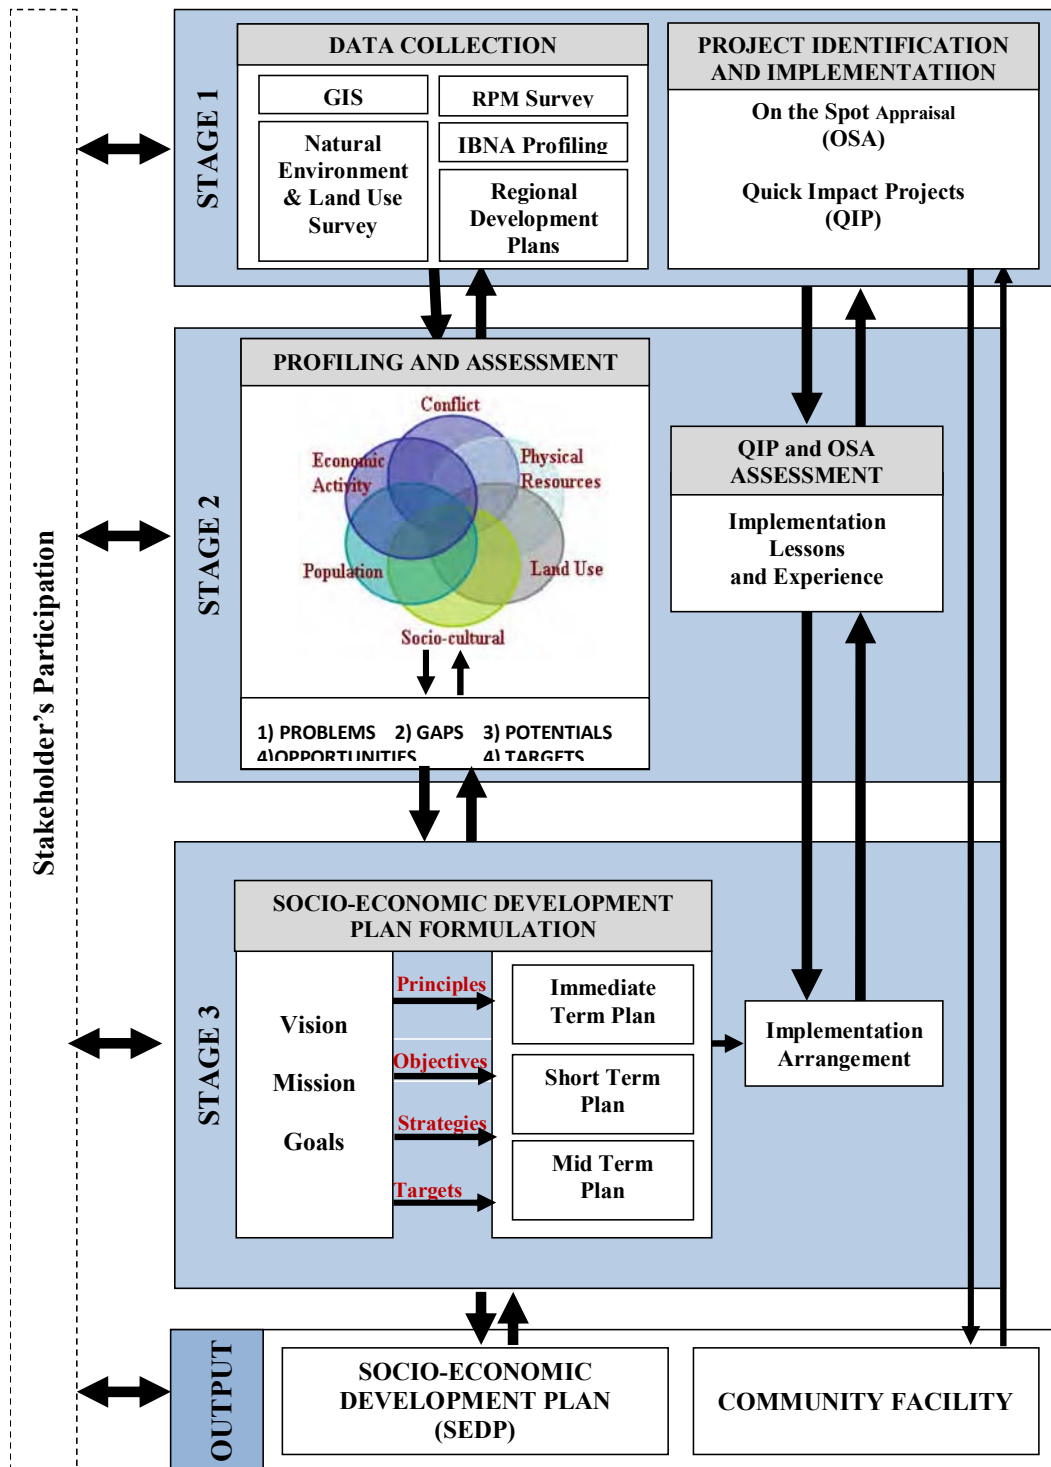 Stakeholder's Participation
STAGE 1
DATA COLLECTION
GIS
Natural
Environment
& Land Use
Survey
RPM Survey
IBNA Profiling
Regional
Development
Plans
PROJECT IDENTIFICATION
AND IMPLEMENTATIION
On the Spot Appraisal
(OSA)
Quick Impact Projects
(QIP)
STAGE 2
PROFILING AND ASSESSMENT
Conflict
Economic
Activity
Physical
Resources
Population
Land Use
Socio-cultural
1) PROBLEMS 2) GAPS 3) POTENTIALS
4)OPPORTUNITIES 4) TARGETS
QIP and OSA
ASSESSMENT
Implementation
Lessons
and Experience
STAGE 3
SOCIO-ECONOMIC DEVELOPMENT
PLAN FORMULATION
Vision
Mission
Goals
Principles
Objectives
Strategies
Targets
Immediate
Term Plan
Short Term
Plan
Mid Term
Plan
Implementation
Arrangement
OUTPUT
SOCIO-ECONOMIC
DEVELOPMENT PLAN
(SEDP)
COMMUNITY FACILITY